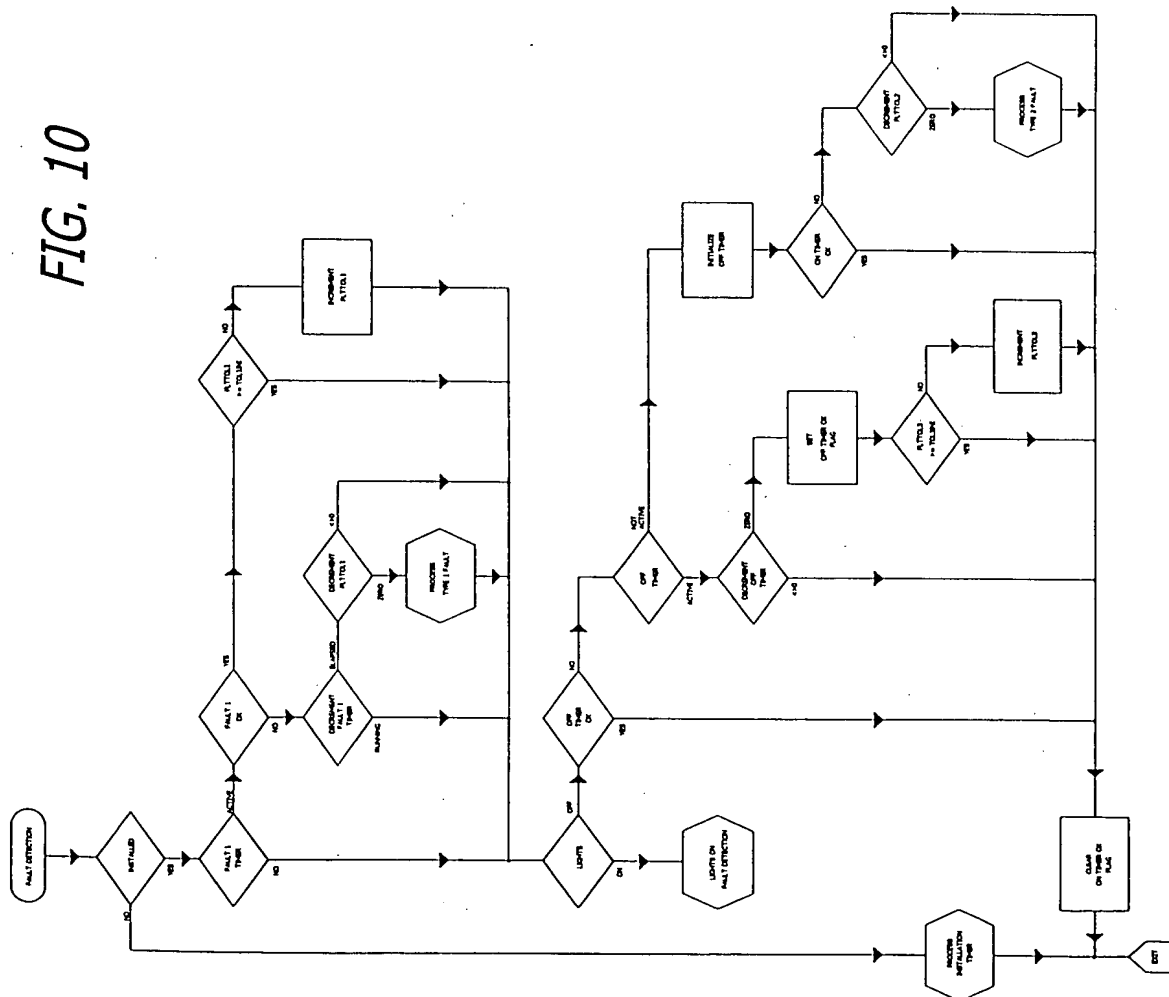 FIG. 10
FAULT DETECTION
INSTALLED
NO
YES
FAULT 1
TIMER
ACTIVE
NO
FAULT 1
OK
YES
NO
DECREMENT
FAULT 1
TIMER
RUNNING
ELAPSED
DECREMENT
FLTTOL1
<>0
ZERO
PROCESS
TYPE 1 FAULT
FLTTOL1
>= TOL1INI
NO
YES
INCREMENT
FLTTOL1
LIGHTS
OFF
ON
LIGHTS ON
FAULT DETECTION
OFF
TIMER
OK
NO
YES
OFF
TIMER
NOT
ACTIVE
ACTIVE
DECREMENT
OFF
TIMER
ZERO
<>0
SET
OFF TIMER OK
FLAG
>= TOL2INI
NO
YES
INCREMENT
INITIALIZE
OFF TIMER
ON TIMER
OK
NO
YES
DECREMENT
FLTTOL2
<>0
ZERO
PROCESS
TYPE 2 FAULT
CLEAR
ON TIMER OK
FLAG
PROCESS
INSTALLATION
TIMER
EXIT